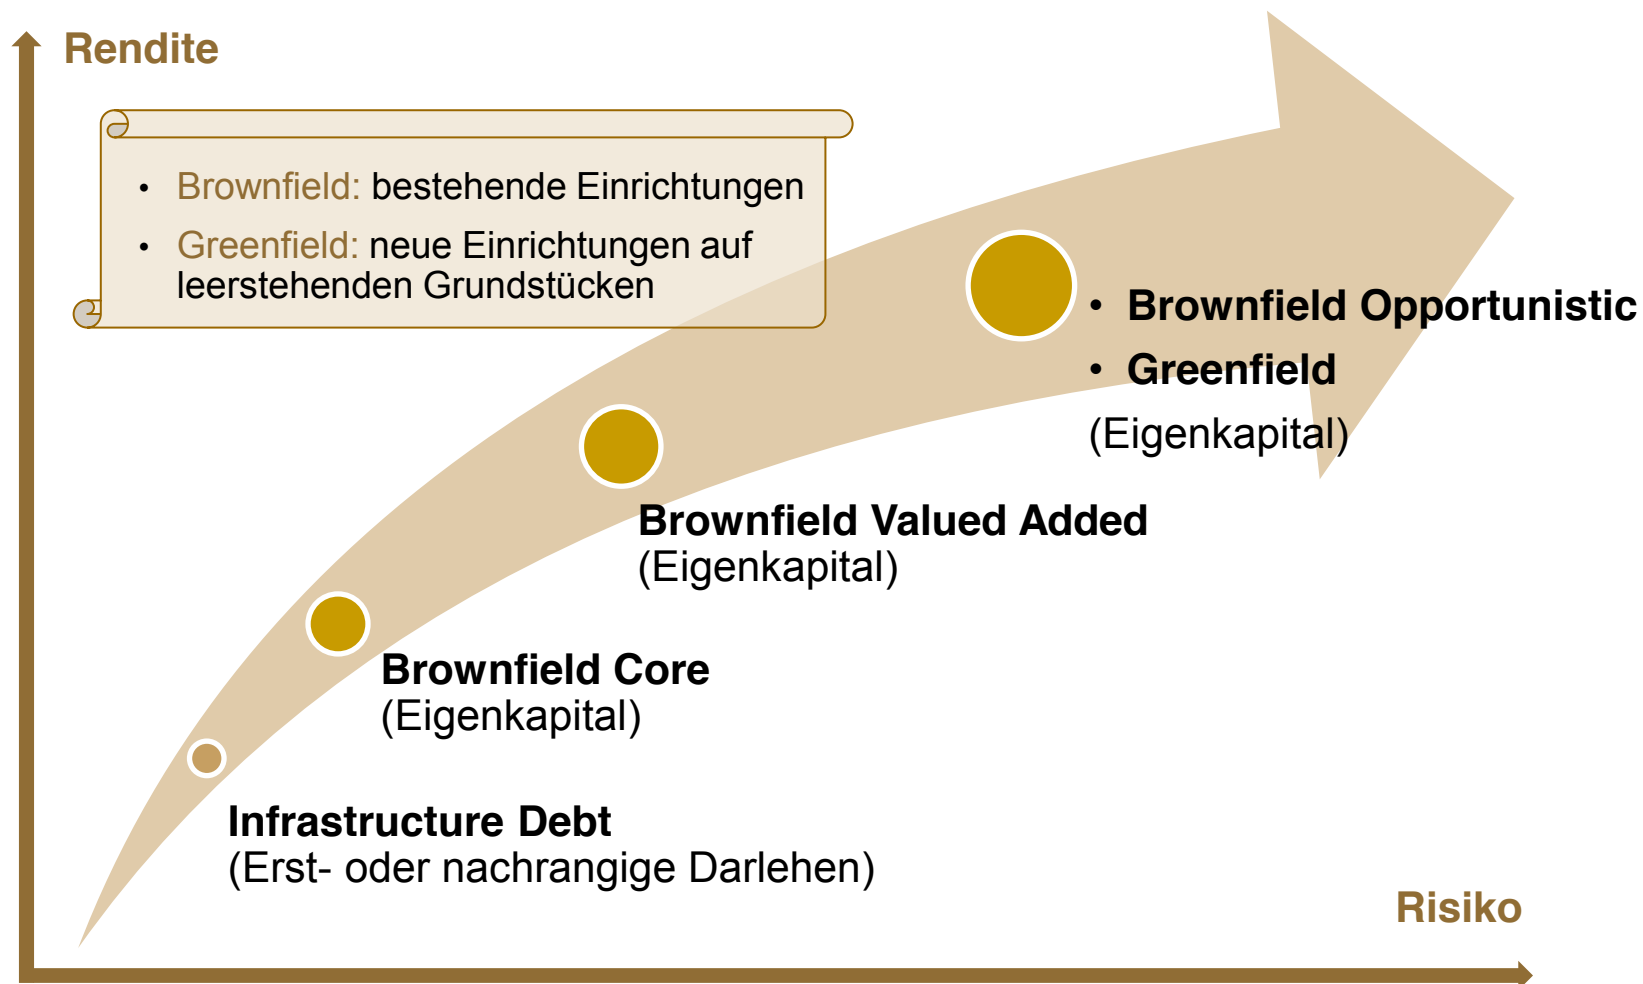 Rendite
• Brownfield: bestehende Einrichtungen
• Greenfield: neue Einrichtungen auf
leerstehenden Grundstücken
• Brownfield Opportunistic
• Greenfield
(Eigenkapital)
Brownfield Valued Added
(Eigenkapital)
Brownfield Core
(Eigenkapital)
Infrastructure Debt
(Erst- oder nachrangige Darlehen)
Risiko